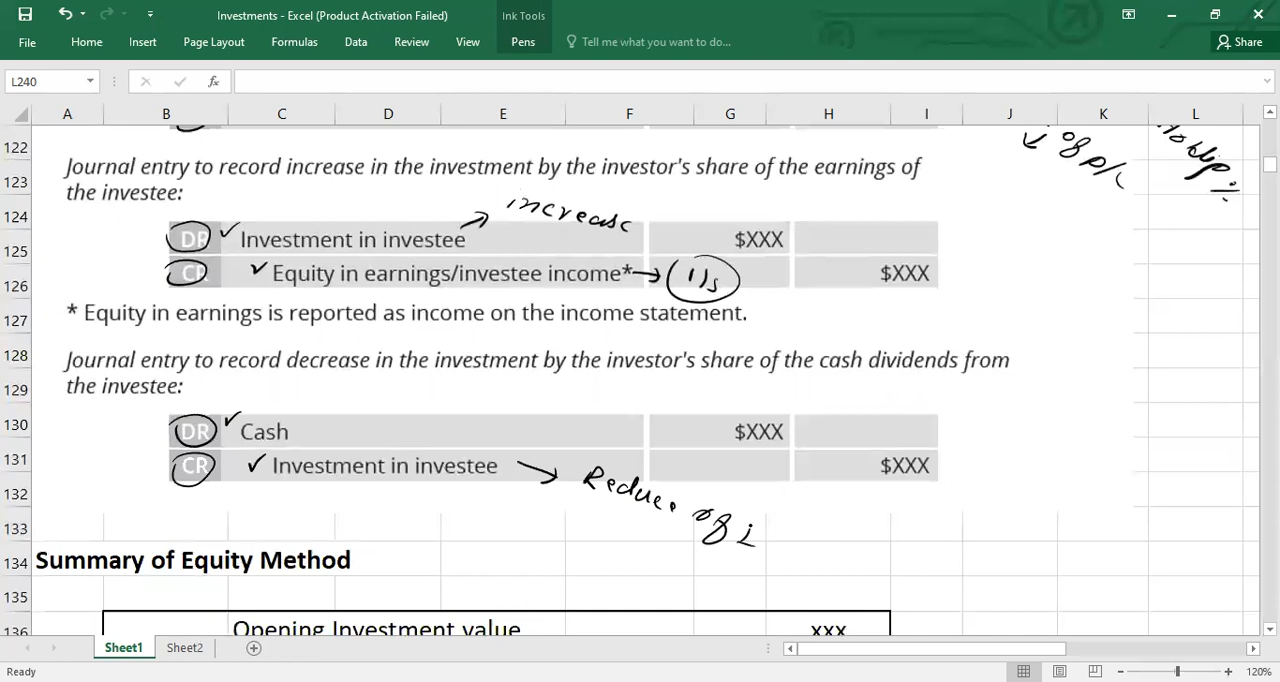 Investments - Excel (Product Activation Failed)
Ink Tools
File Home Insert Page Layout Formulas Data Review View Pens Tell me what you want to do... Share
L240 fx
A B C D E F G H I J K L
122
Journal entry to record increase in the investment by the investor's share of the earnings of
123
the investee:
124 increase
125 DR Investment in investee $XXX
126 CR Equity in earnings/investee income* $XXX
127 * Equity in earnings is reported as income on the income statement.
128 Journal entry to record decrease in the investment by the investor's share of the cash dividends from
129 the investee:
130 DR Cash $XXX
131 CR Investment in investee $XXX
132
133
134 Summary of Equity Method
135
136 Opening Investment value xxx
Sheet1 Sheet2
Ready 120%